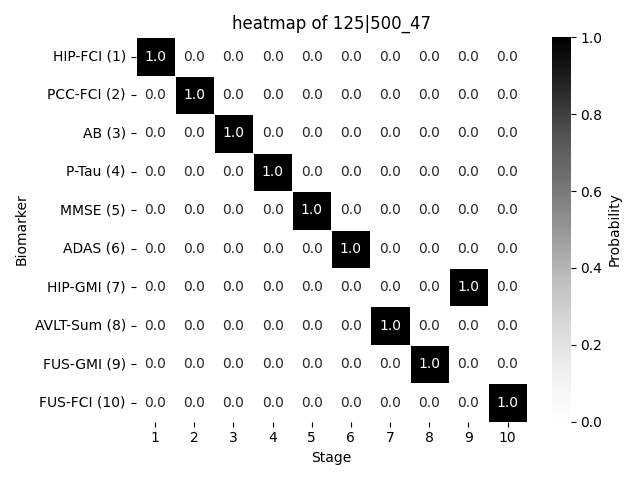 heatmap of 125|500_47
HIP-FCI (1) 1.0 0.0 0.0 0.0 0.0 0.0 0.0 0.0 0.0 0.0
PCC-FCI (2) 0.0 1.0 0.0 0.0 0.0 0.0 0.0 0.0 0.0 0.0
AB (3) 0.0 0.0 1.0 0.0 0.0 0.0 0.0 0.0 0.0 0.0
P-Tau (4) 0.0 0.0 0.0 1.0 0.0 0.0 0.0 0.0 0.0 0.0
MMSE (5) 0.0 0.0 0.0 0.0 1.0 0.0 0.0 0.0 0.0 0.0
ADAS (6) 0.0 0.0 0.0 0.0 0.0 1.0 0.0 0.0 0.0 0.0
HIP-GMI (7) 0.0 0.0 0.0 0.0 0.0 0.0 0.0 0.0 1.0 0.0
AVLT-Sum (8) 0.0 0.0 0.0 0.0 0.0 0.0 1.0 0.0 0.0 0.0
FUS-GMI (9) 0.0 0.0 0.0 0.0 0.0 0.0 0.0 1.0 0.0 0.0
FUS-FCI (10) 0.0 0.0 0.0 0.0 0.0 0.0 0.0 0.0 0.0 1.0
1 2 3 4 5 6 7 8 9 10
Stage
Biomarker
1.0
0.8
0.6
0.4
0.2
0.0
Probability